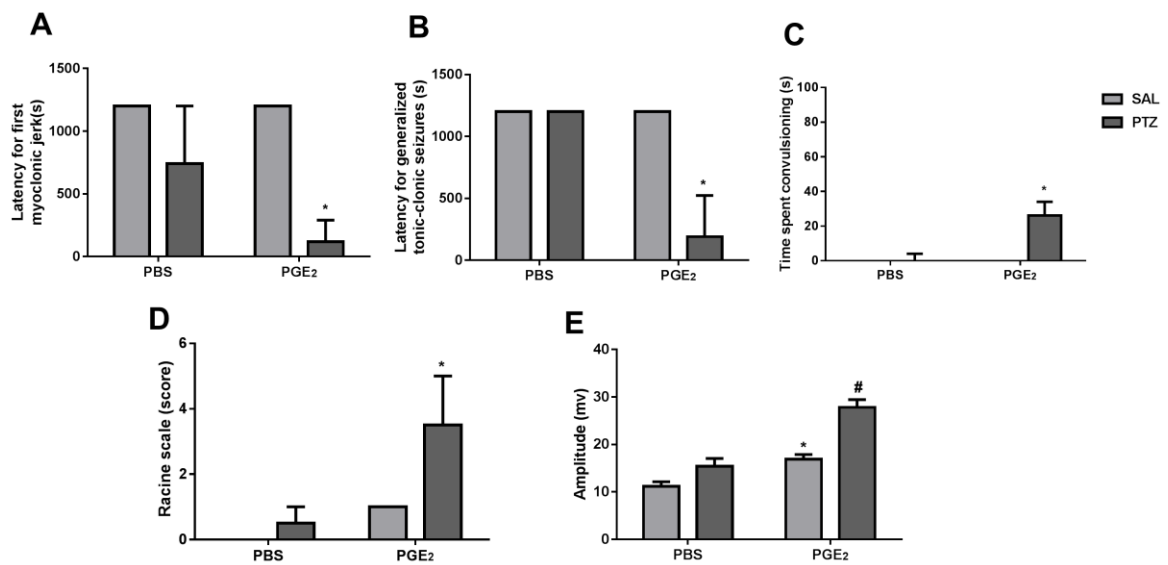 A
Latency for first
myoclonic jerk(s)
1500
1000
500
0
*
PBS
PGE₂
B
Latency for generalized
tonic-clonic seizures (s)
1500
1000
500
0
*
PBS
PGE₂
C
Time spent convulsioning (s)
100
80
60
40
20
0
*
PBS
PGE₂
SAL
PTZ
D
Racine scale (score)
6
4
2
0
*
PBS
PGE₂
E
Amplitude (mv)
40
30
20
10
0
*
#
PBS
PGE₂